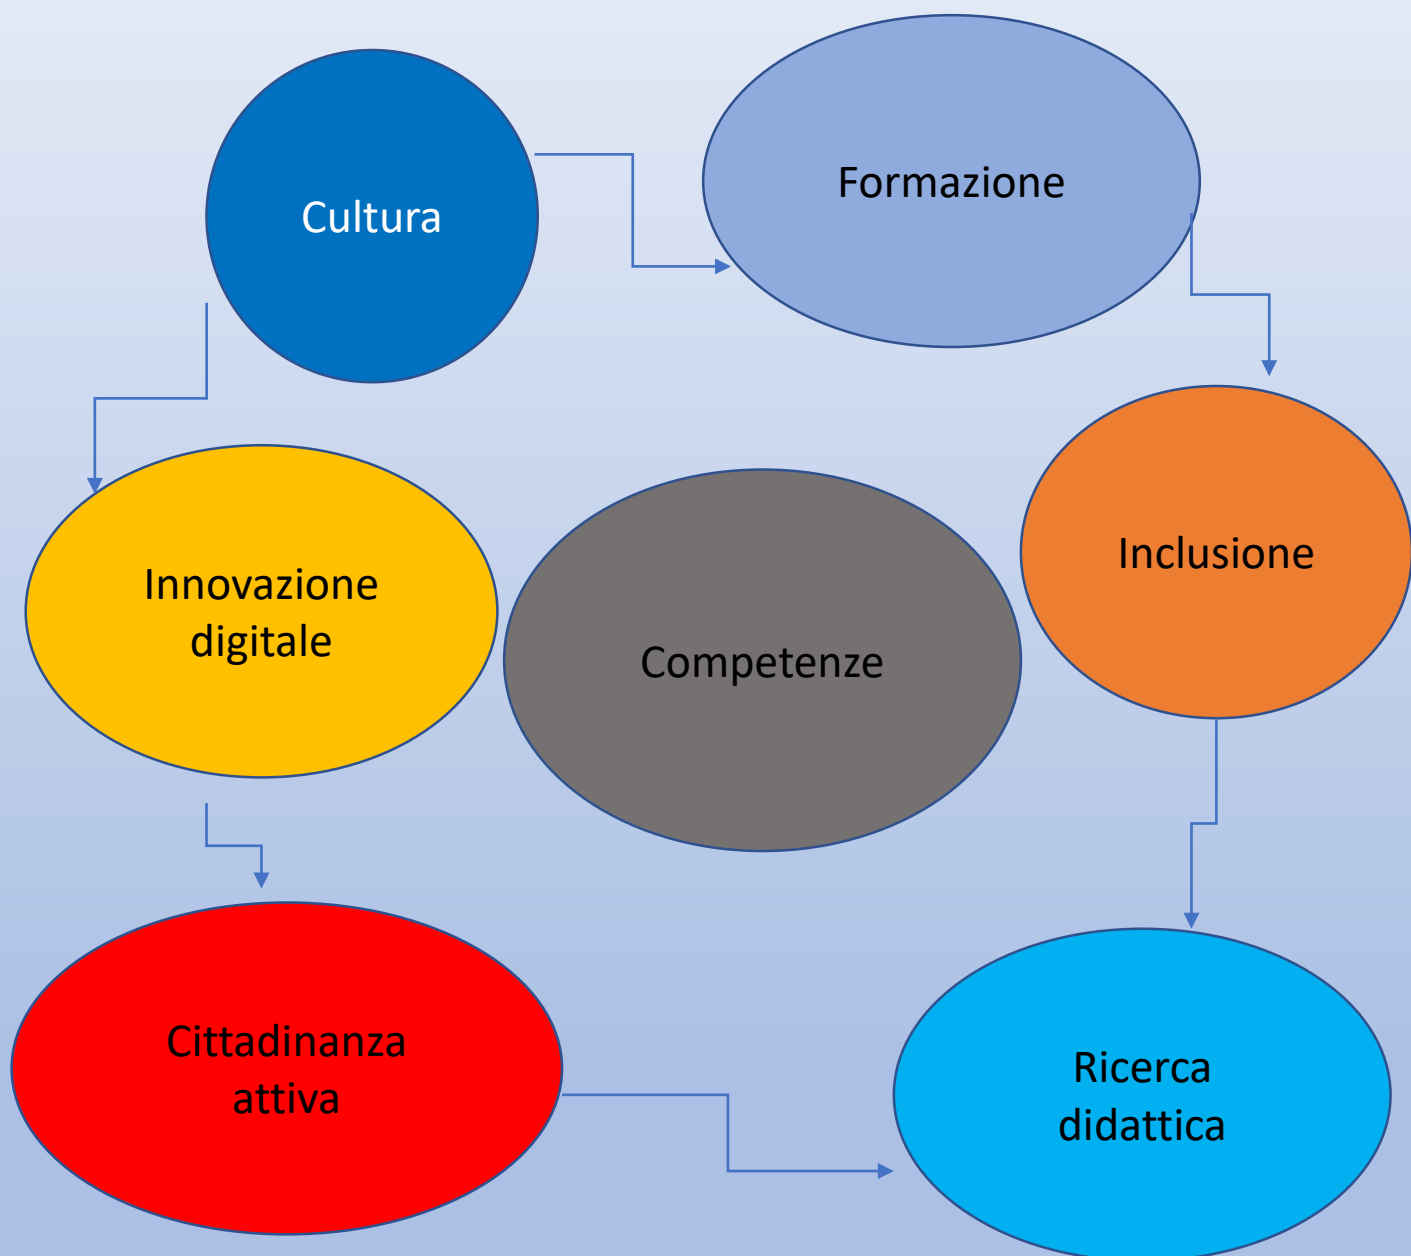 Cultura
Formazione
Innovazione
digitale
Competenze
Inclusione
Cittadinanza
attiva
Ricerca
didattica